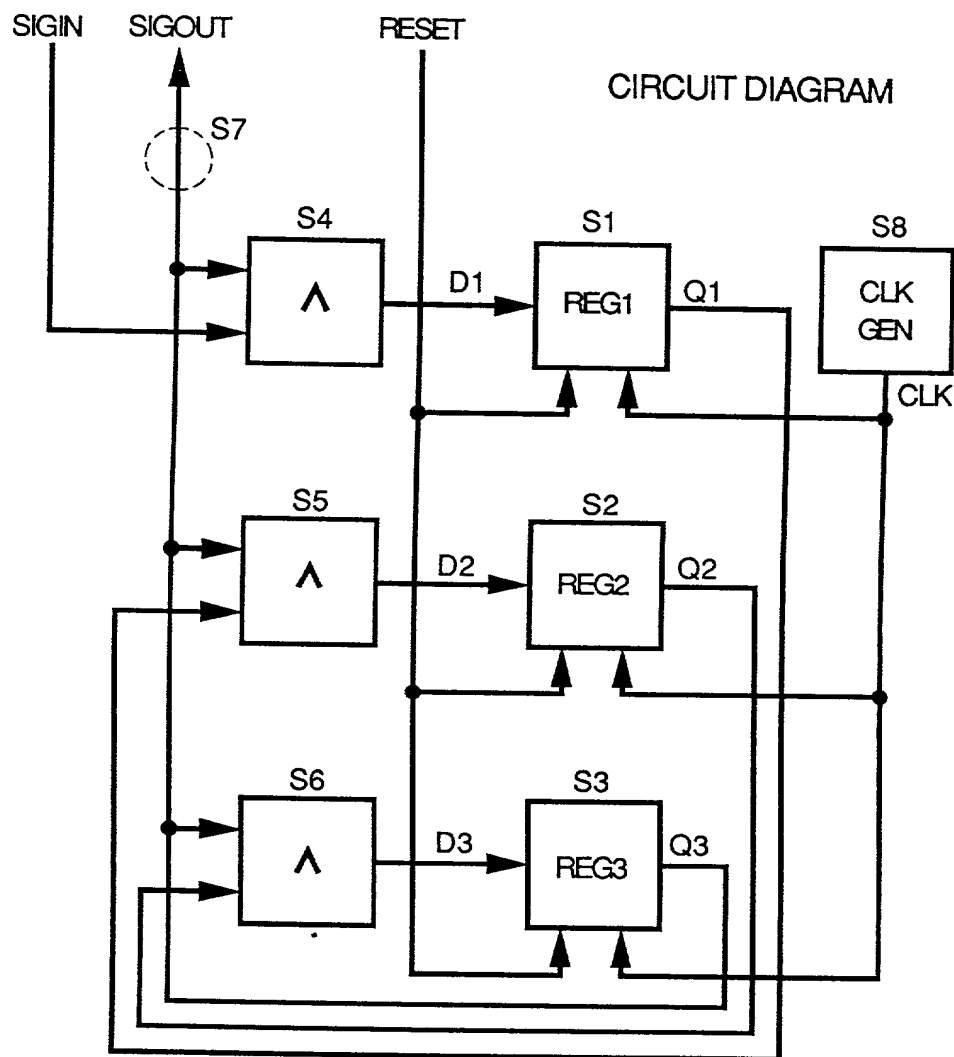 SIGIN SIGOUT RESET
CIRCUIT DIAGRAM
S7
S4 S1 S8
∧ D1 REG1 Q1 CLK GEN
CLK
S5 S2
∧ D2 REG2 Q2
S6 S3
∧ D3 REG3 Q3